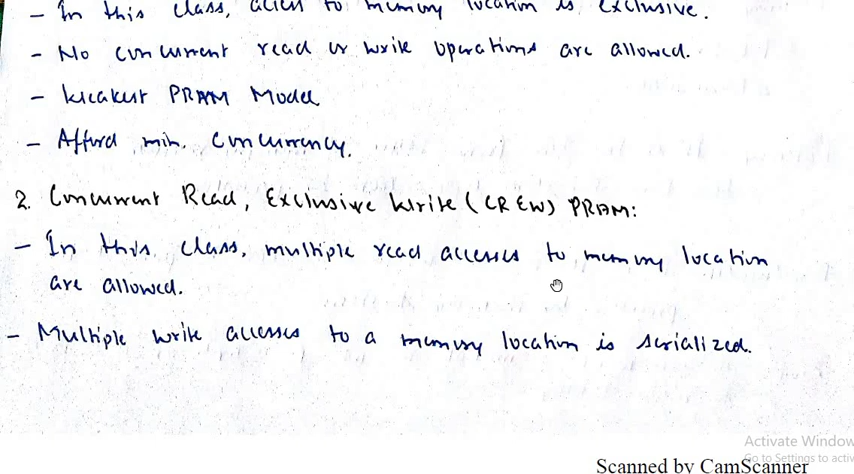 - In this class, access to memory location is exclusive.
- No concurrent read or write operations are allowed.
- Weakest PRAM Model
- Afford min. concurrency.
2. Concurrent Read, Exclusive Write (CREW) PRAM:
- In this class, multiple read accesses to memory location
are allowed.
- Multiple write accesses to a memory location is serialized.
Activate Window
Go to Settings to activ
Scanned by CamScanner